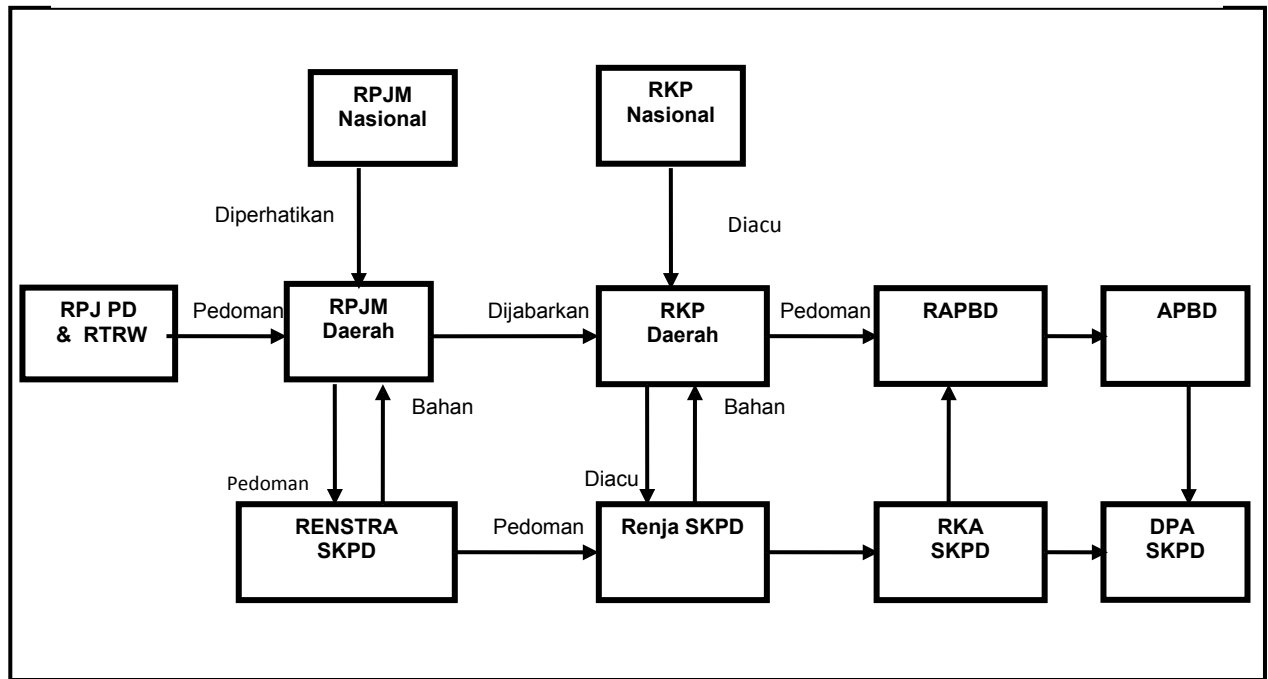 RPJM
Nasional
RKP
Nasional
Diperhatikan
Diacu
RPJ PD
& RTRW
Pedoman
RPJM
Daerah
Dijabarkan
RKP
Daerah
Pedoman
RAPBD
APBD
Bahan
Bahan
Pedoman
Diacu
RENSTRA
SKPD
Pedoman
Renja SKPD
RKA
SKPD
DPA
SKPD